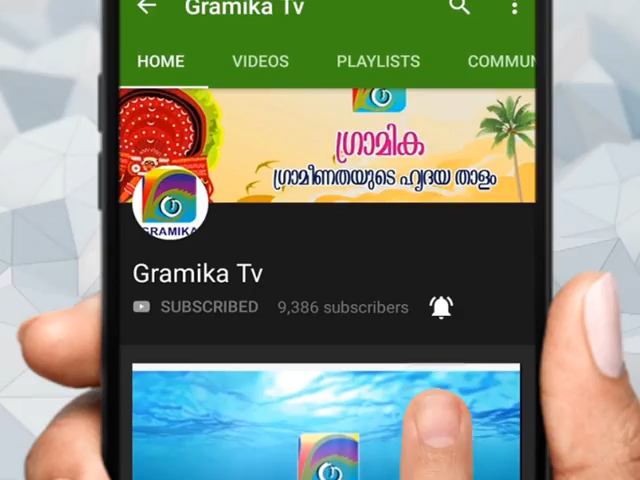 Gramika Tv
HOME VIDEOS PLAYLISTS COMMUN
ഗ്രാമിക
ഗ്രാമീണതയുടെ ഹൃദയ താളം
GRAMIKA
Gramika Tv
SUBSCRIBED 9,386 subscribers